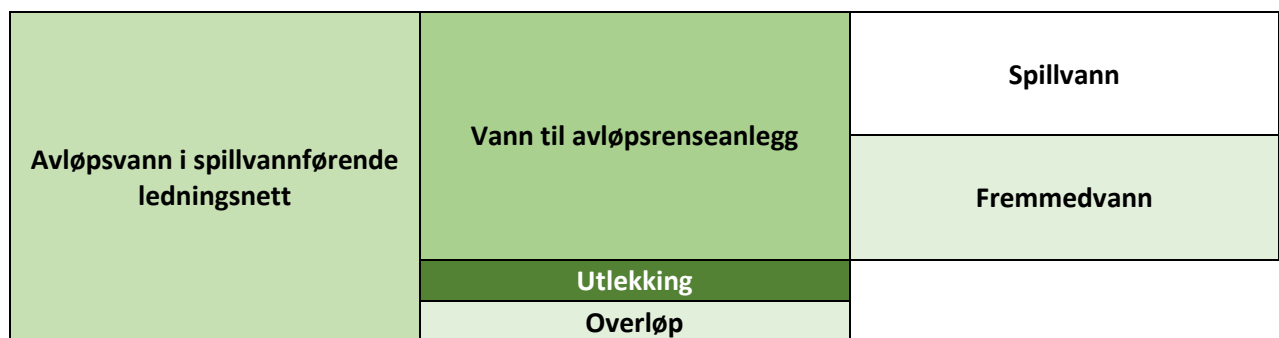 Avløpsvann i spillvannførende
ledningsnett
Vann til avløpsrenseanlegg
Spillvann
Fremmedvann
Utlekking
Overløp